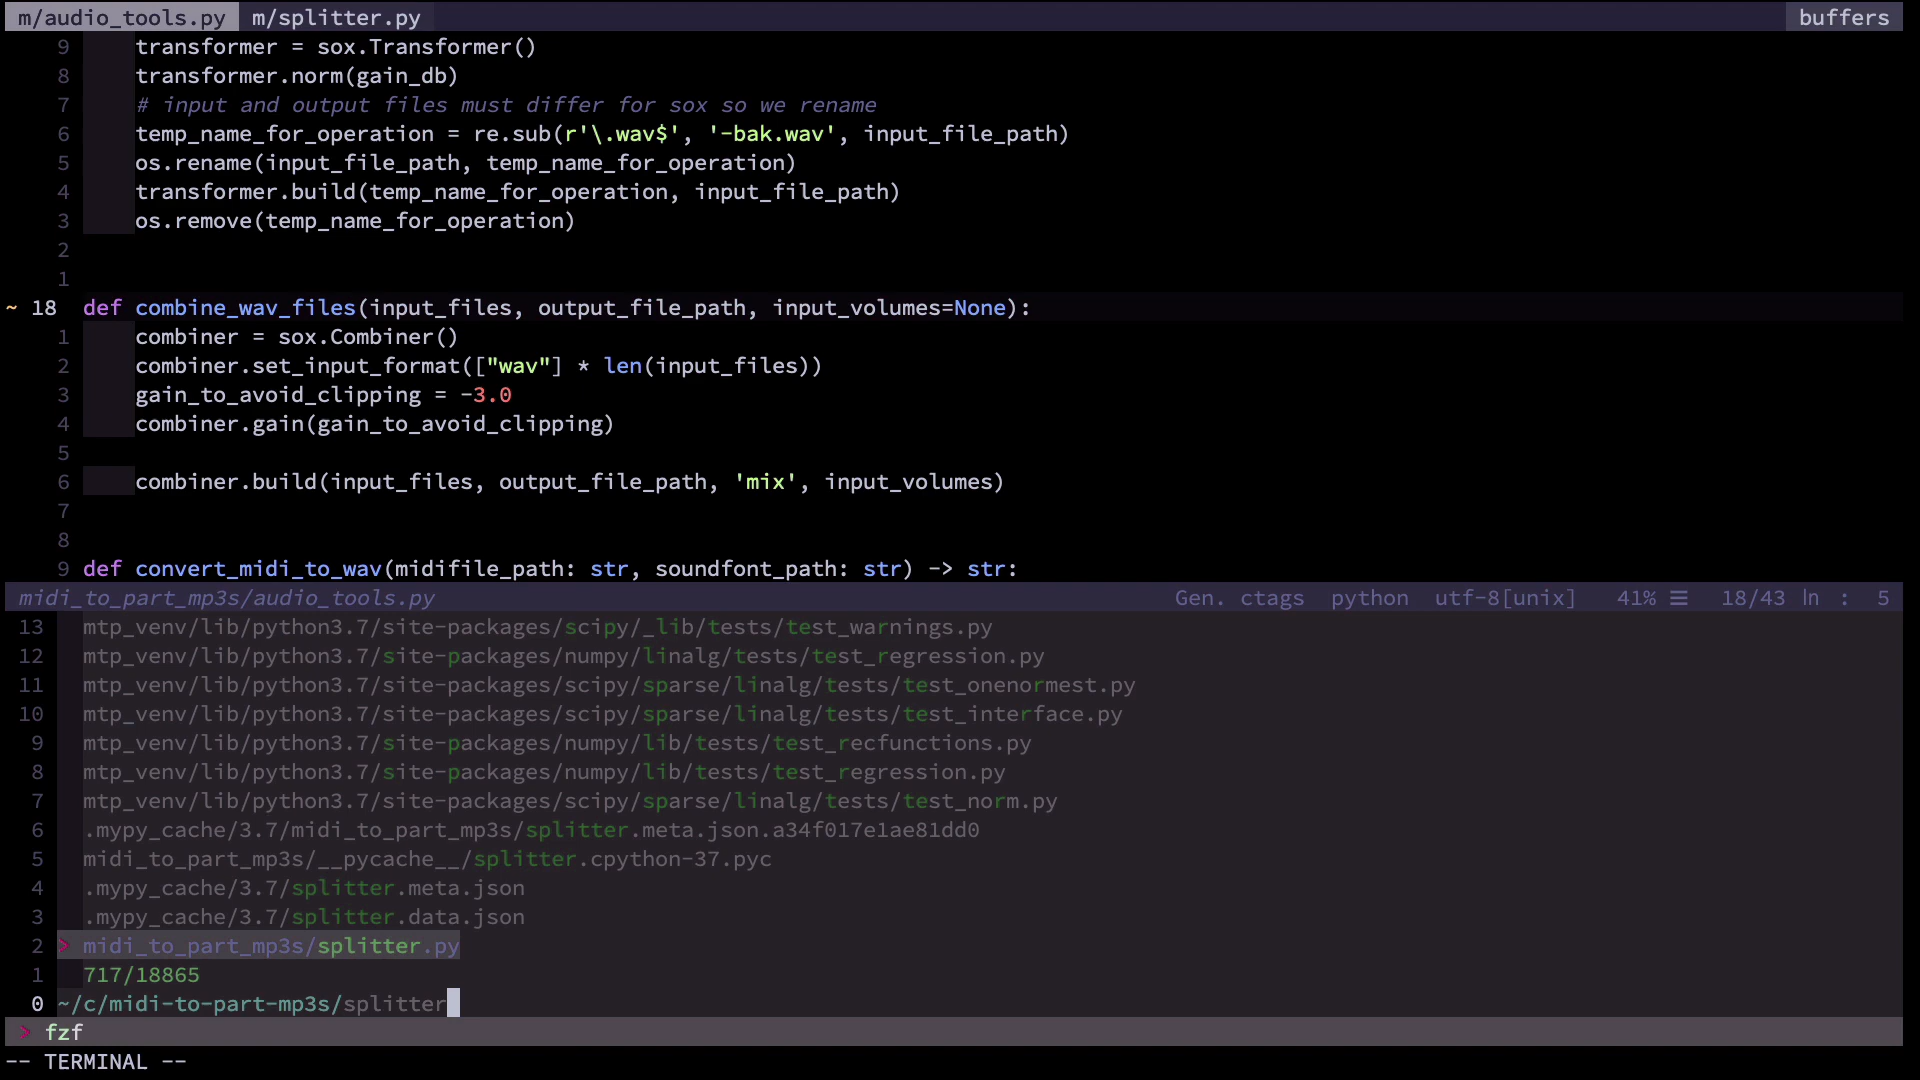 m/audio_tools.py m/splitter.py buffers
9 transformer = sox.Transformer()
8 transformer.norm(gain_db)
7 # input and output files must differ for sox so we rename
6 temp_name_for_operation = re.sub(r'\.wav$', '-bak.wav', input_file_path)
5 os.rename(input_file_path, temp_name_for_operation)
4 transformer.build(temp_name_for_operation, input_file_path)
3 os.remove(temp_name_for_operation)
2
1
~ 18 def combine_wav_files(input_files, output_file_path, input_volumes=None):
1 combiner = sox.Combiner()
2 combiner.set_input_format(["wav"] * len(input_files))
3 gain_to_avoid_clipping = -3.0
4 combiner.gain(gain_to_avoid_clipping)
5
6 combiner.build(input_files, output_file_path, 'mix', input_volumes)
7
8
9 def convert_midi_to_wav(midifile_path: str, soundfont_path: str) -> str:
midi_to_part_mp3s/audio_tools.py Gen. ctags python utf-8[unix] 41% ☰ 18/43 ln : 5
13 mtp_venv/lib/python3.7/site-packages/scipy/_lib/tests/test_warnings.py
12 mtp_venv/lib/python3.7/site-packages/numpy/linalg/tests/test_regression.py
11 mtp_venv/lib/python3.7/site-packages/scipy/sparse/linalg/tests/test_onenormest.py
10 mtp_venv/lib/python3.7/site-packages/scipy/sparse/linalg/tests/test_interface.py
9 mtp_venv/lib/python3.7/site-packages/numpy/lib/tests/test_recfunctions.py
8 mtp_venv/lib/python3.7/site-packages/numpy/lib/tests/test_regression.py
7 mtp_venv/lib/python3.7/site-packages/scipy/sparse/linalg/tests/test_norm.py
6 .mypy_cache/3.7/midi_to_part_mp3s/splitter.meta.json.a34f017e1ae81dd0
5 midi_to_part_mp3s/__pycache__/splitter.cpython-37.pyc
4 .mypy_cache/3.7/splitter.meta.json
3 .mypy_cache/3.7/splitter.data.json
2 > midi_to_part_mp3s/splitter.py
1 717/18865
0 ~/c/midi-to-part-mp3s/splitter
> fzf
-- TERMINAL --